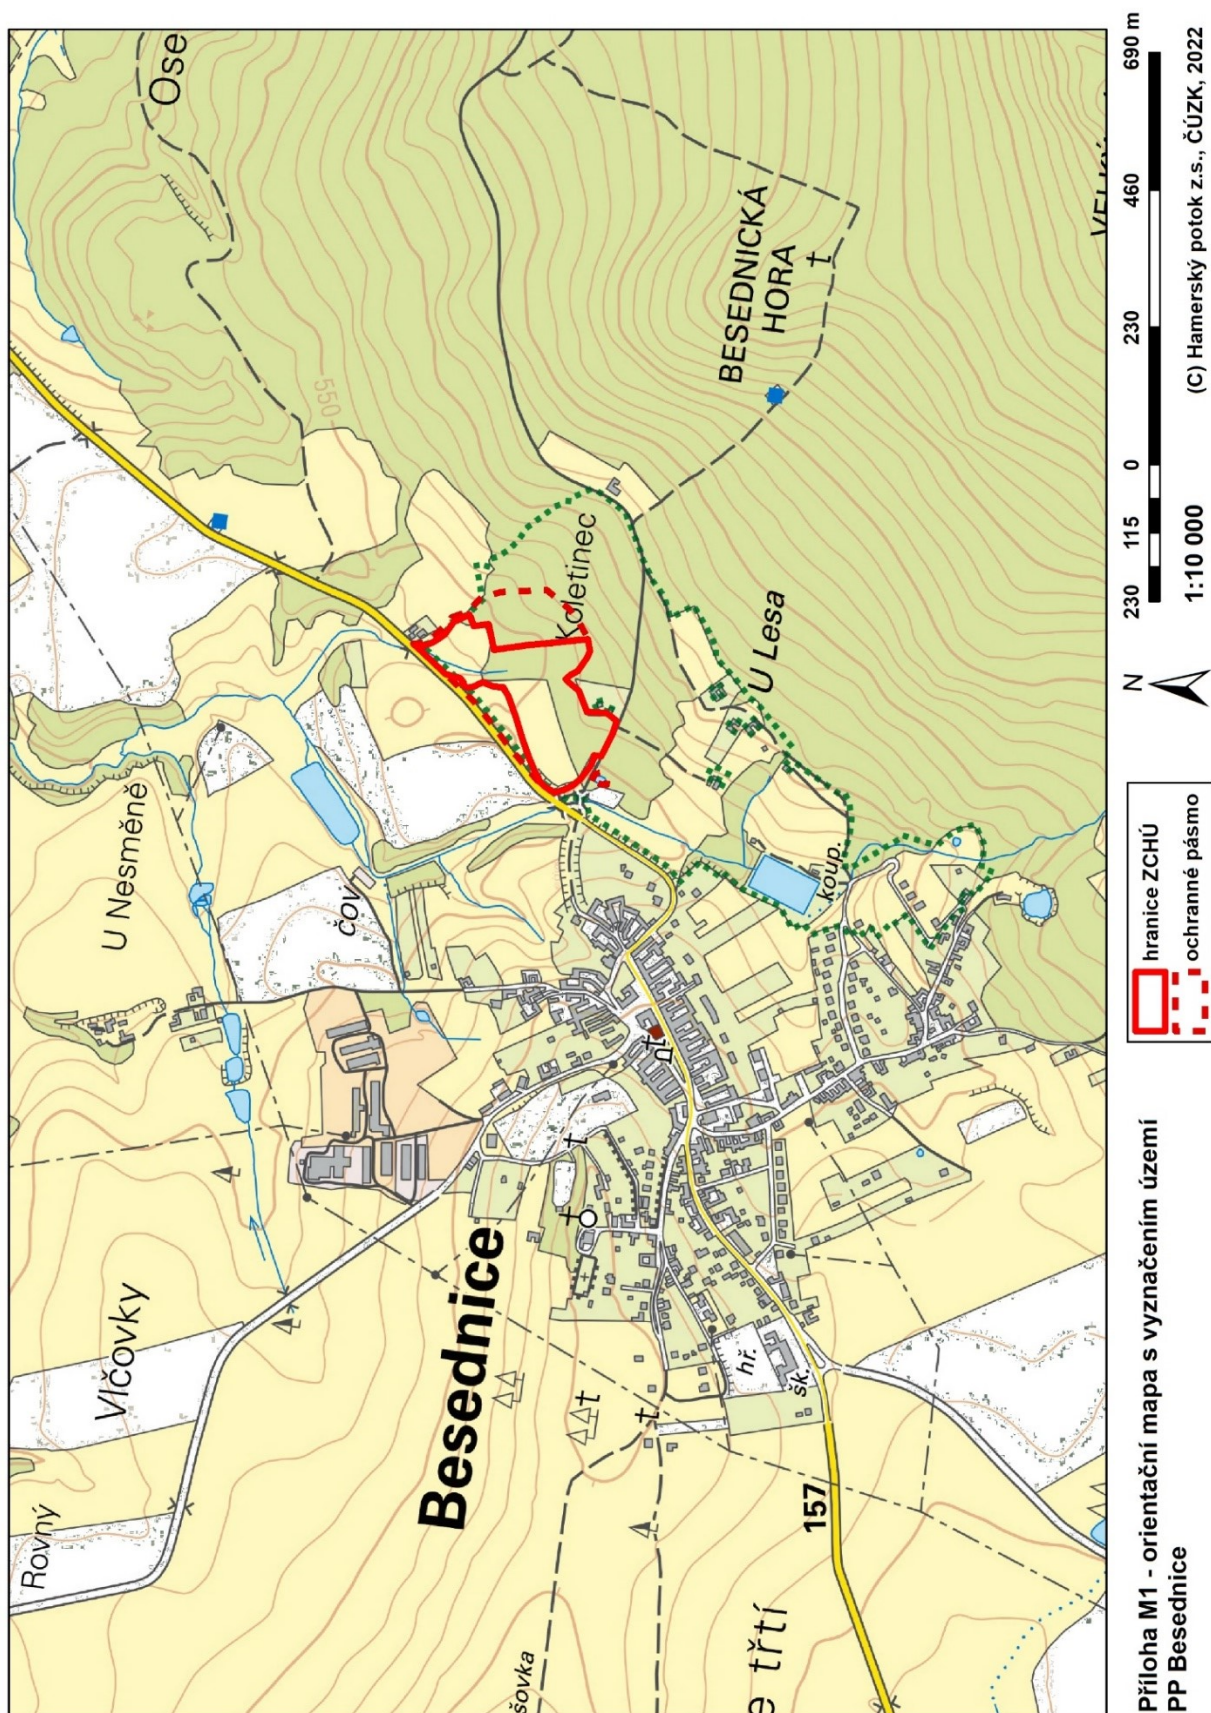 Rovný
Vlčovky
U Nesměně
Ose
Besednice
ČOV
550
Koletinec
BESEDNICKÁ
HORA
U Lesa
koup.
hř.
šk.
157
šovka
e třtí
Příloha M1 - orientační mapa s vyznačením území
PP Besednice
hranice ZCHÚ
ochranné pásmo
N
230 115 0 230 460 690 m
1:10 000
(C) Hamerský potok z.s., ČÚZK, 2022